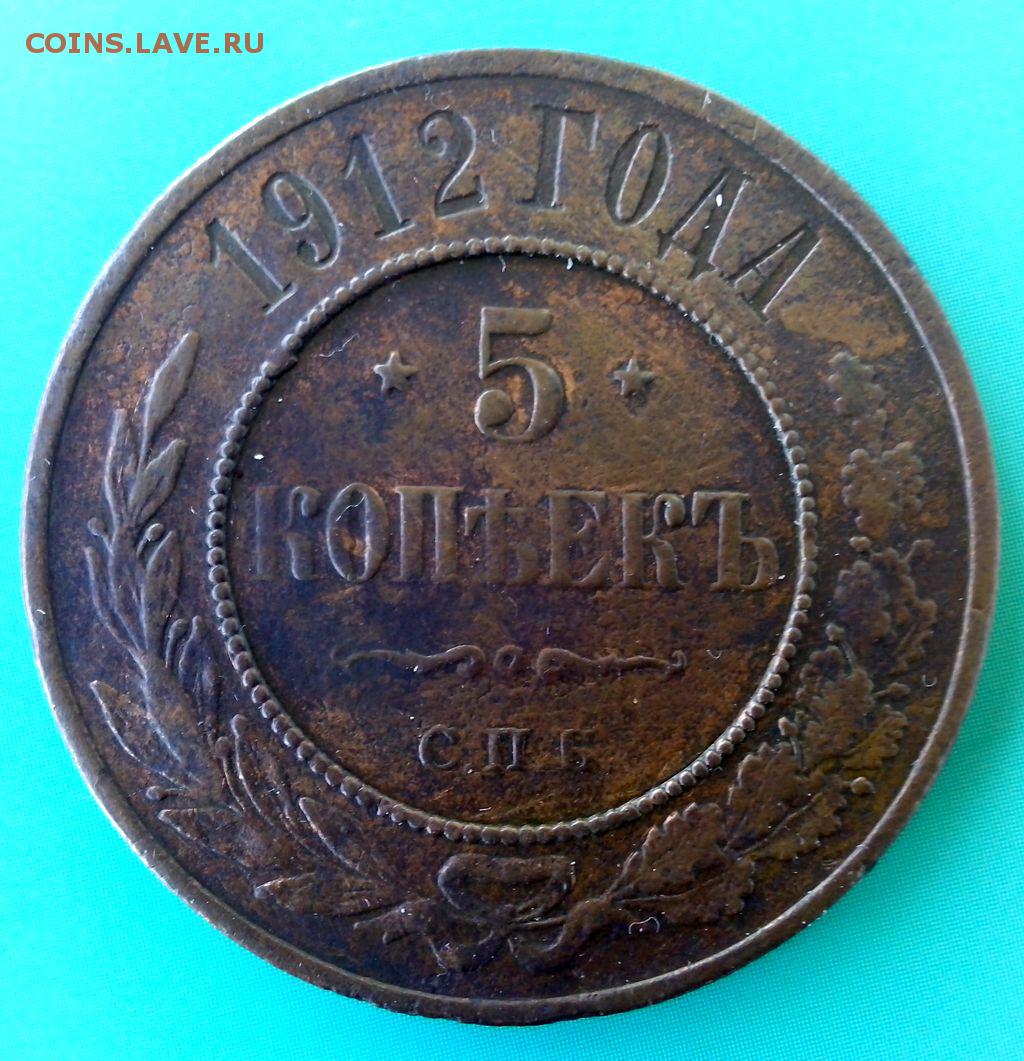 COINS.LAVE.RU
1912 ГОДА
5
КОПѢЕКЪ
С.П.Б.